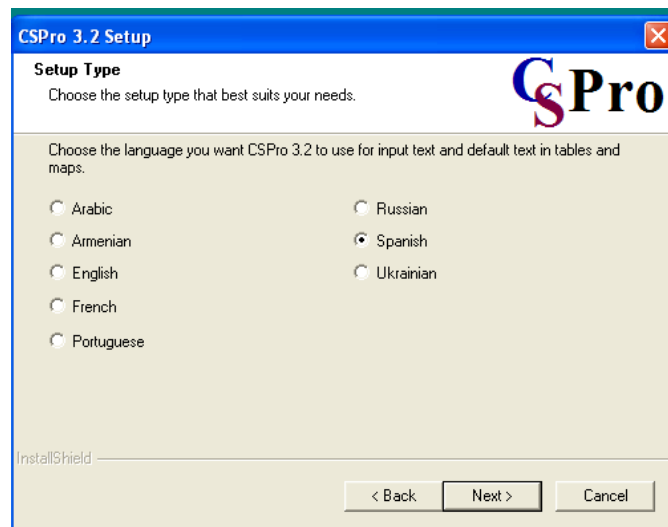 CSPro 3.2 Setup
Setup Type
Choose the setup type that best suits your needs.
CSPro
Choose the language you want CSPro 3.2 to use for input text and default text in tables and
maps.
Arabic
Armenian
English
French
Portuguese
Russian
Spanish
Ukrainian
InstallShield
< Back
Next >
Cancel